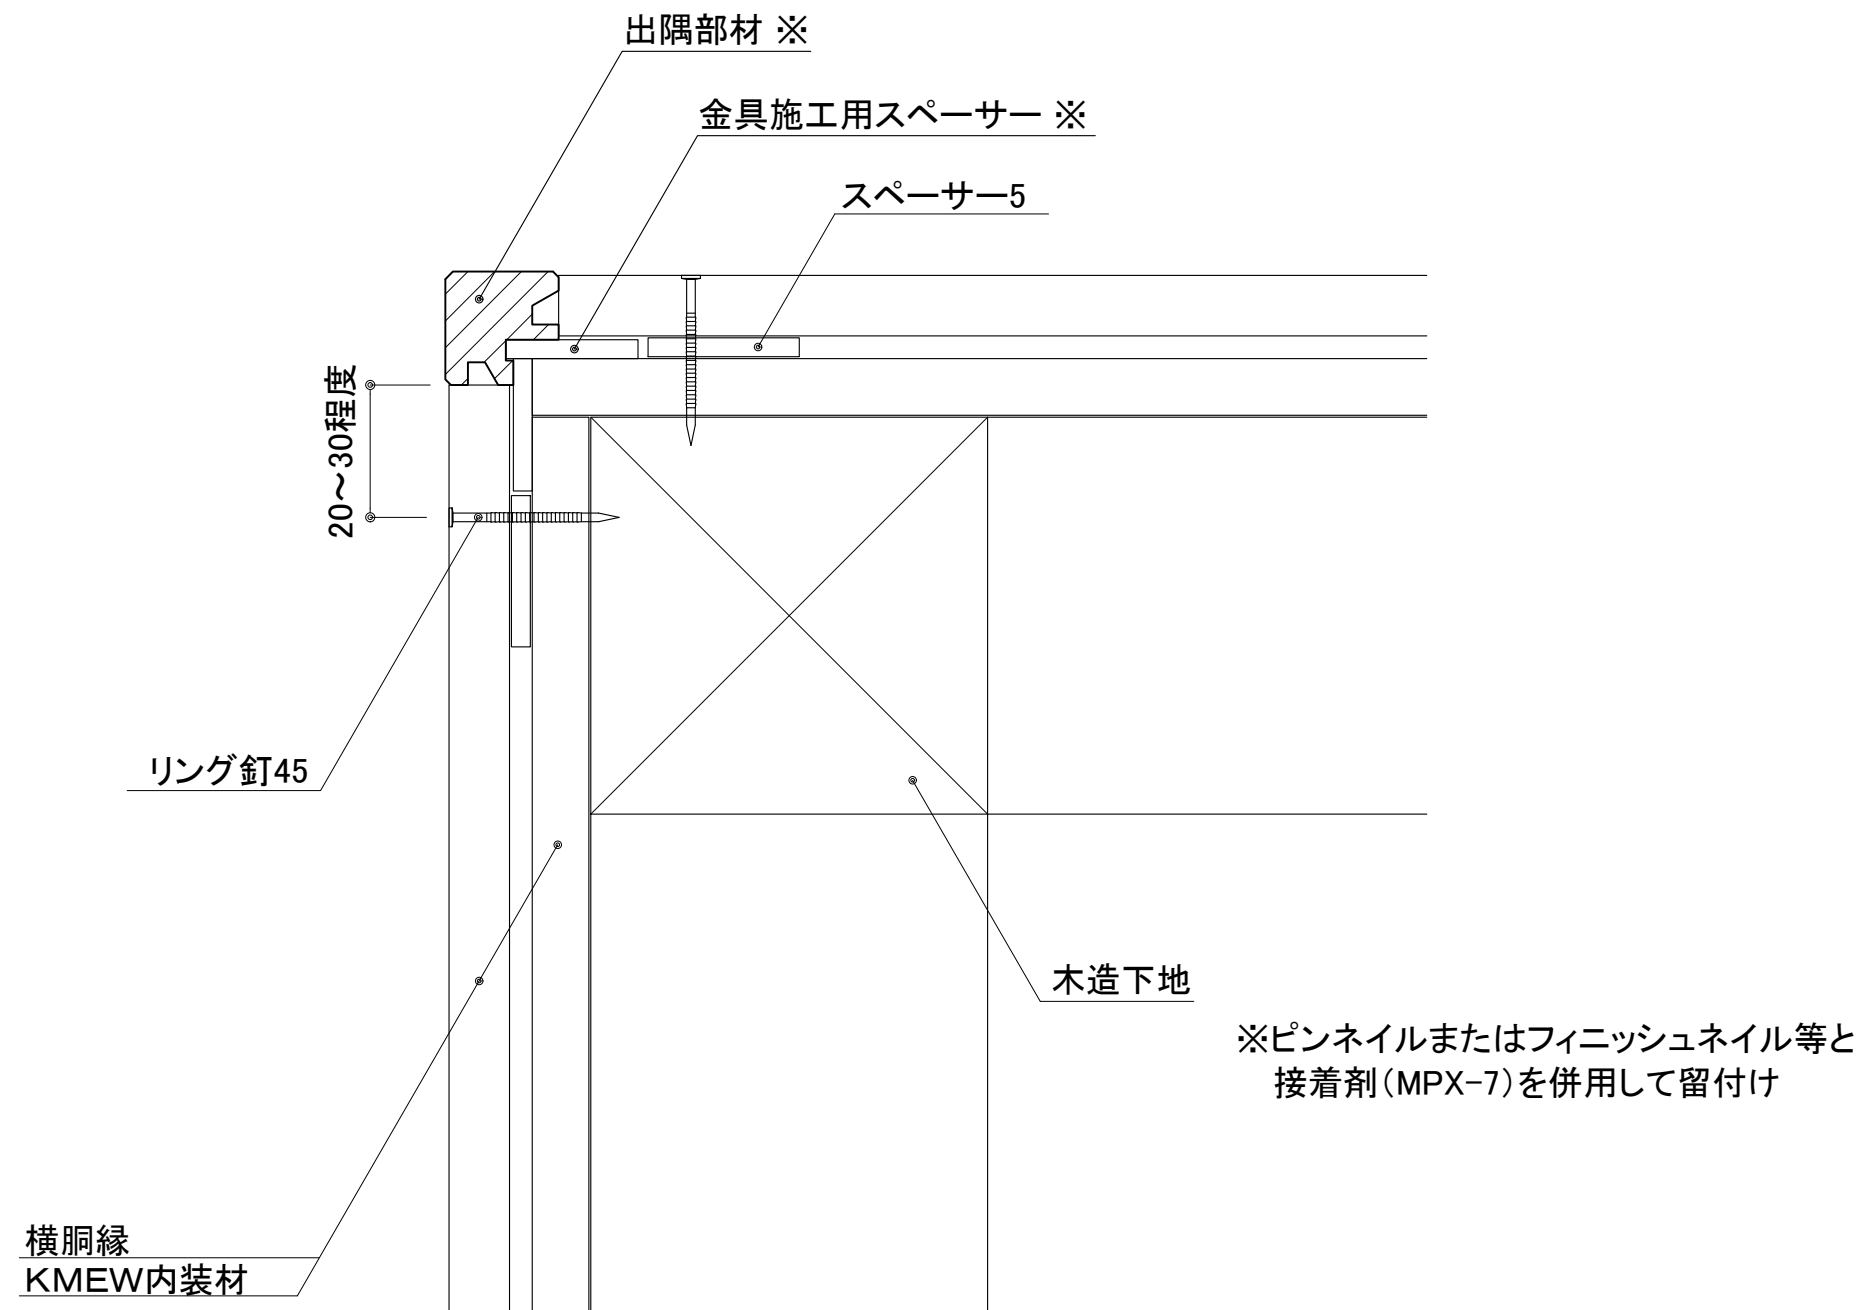 出隅部材 ※
金具施工用スペーサー ※
スペーサー5
20～30程度
リング釘45
木造下地
※ピンネイルまたはフィニッシュネイル等と
接着剤（MPX-7）を併用して留付け
横胴縁
KMEW内装材